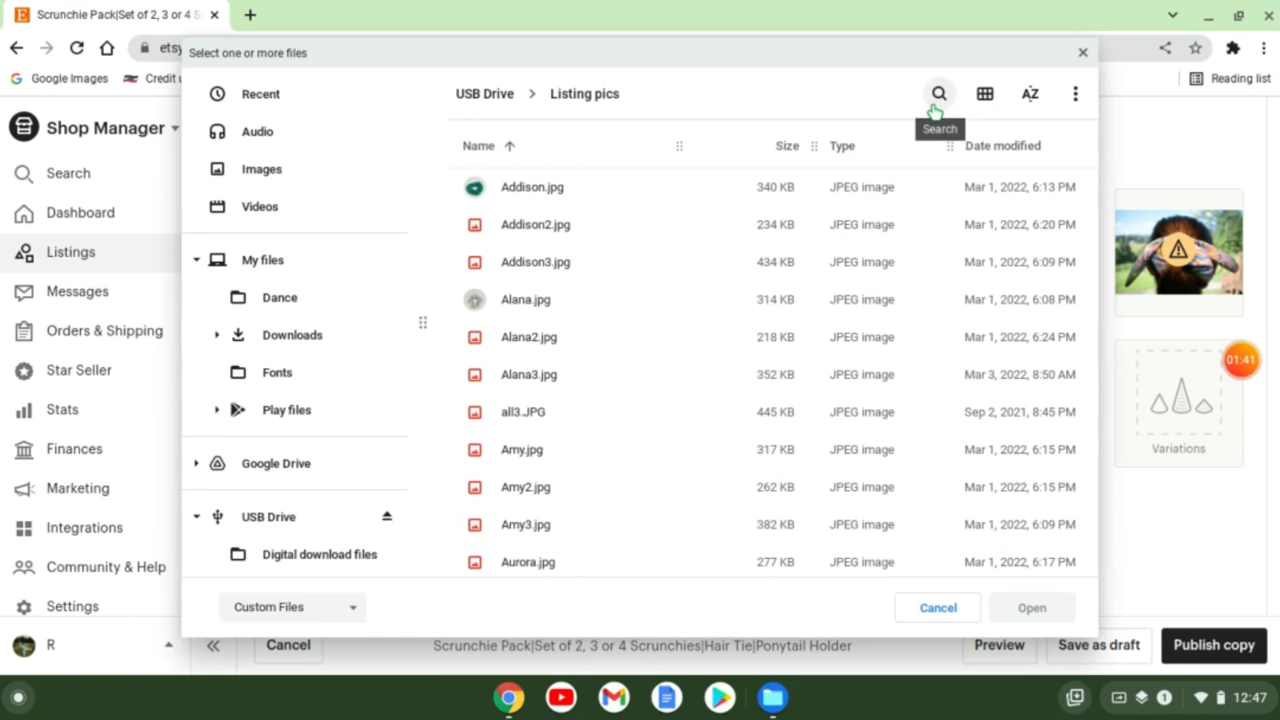 Scrunchie Pack|Set of 2, 3 or 4 S
etsy
Google Images
Credit u
Reading list
Select one or more files
Shop Manager
Search
Dashboard
Listings
Messages
Orders & Shipping
Star Seller
Stats
Finances
Marketing
Integrations
Community & Help
Settings
R
Recent
Audio
Images
Videos
My files
Dance
Downloads
Fonts
Play files
Google Drive
USB Drive
Digital download files
USB Drive > Listing pics
AZ
Search
Name Size Type Date modified
Addison.jpg 340 KB JPEG image Mar 1, 2022, 6:13 PM
Addison2.jpg 234 KB JPEG image Mar 1, 2022, 6:20 PM
Addison3.jpg 434 KB JPEG image Mar 1, 2022, 6:09 PM
Alana.jpg 314 KB JPEG image Mar 1, 2022, 6:08 PM
Alana2.jpg 218 KB JPEG image Mar 1, 2022, 6:24 PM
Alana3.jpg 352 KB JPEG image Mar 3, 2022, 8:50 AM
all3.JPG 445 KB JPEG image Sep 2, 2021, 8:45 PM
Amy.jpg 317 KB JPEG image Mar 1, 2022, 6:15 PM
Amy2.jpg 262 KB JPEG image Mar 1, 2022, 6:15 PM
Amy3.jpg 382 KB JPEG image Mar 1, 2022, 6:09 PM
Aurora.jpg 277 KB JPEG image Mar 1, 2022, 6:17 PM
Custom Files
Cancel
Open
01:41
Variations
Cancel
Scrunchie Pack|Set of 2, 3 or 4 Scrunchies|Hair Tie|Ponytail Holder
Preview
Save as draft
Publish copy
1
12:47